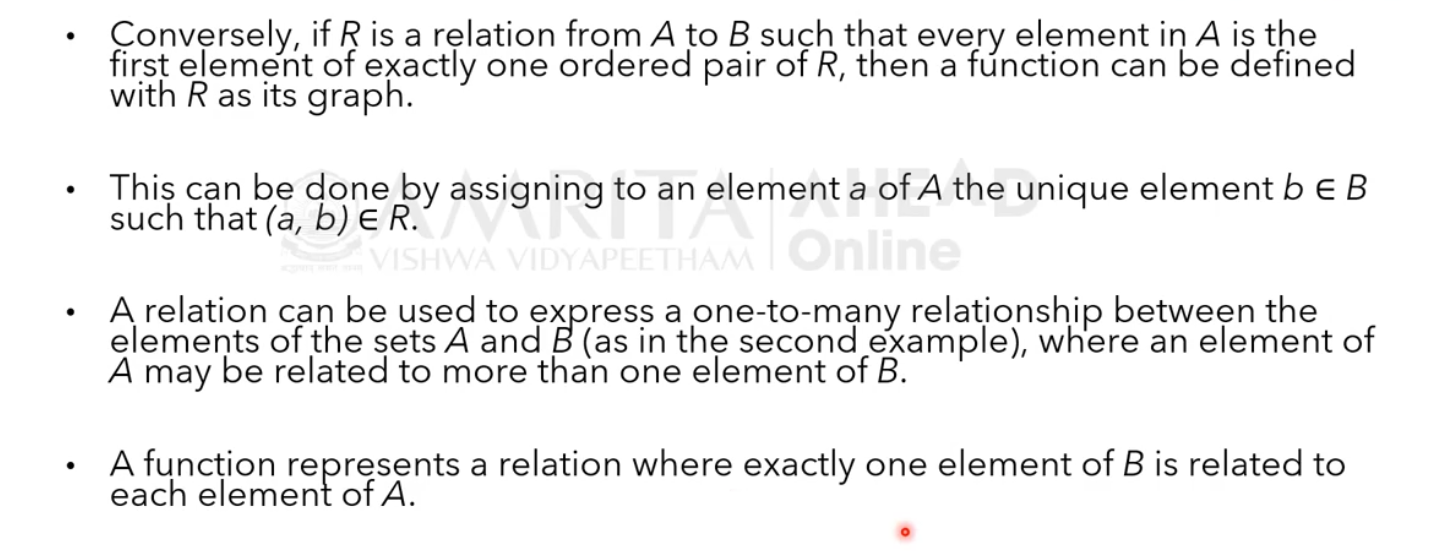 • Conversely, if R is a relation from A to B such that every element in A is the
first element of exactly one ordered pair of R, then a function can be defined
with R as its graph.
• This can be done by assigning to an element a of A the unique element b ∈ B
such that (a, b) ∈ R.
AMRITA AHEAD
VISHWA VIDYAPEETHAM Online
• A relation can be used to express a one-to-many relationship between the
elements of the sets A and B (as in the second example), where an element of
A may be related to more than one element of B.
• A function represents a relation where exactly one element of B is related to
each element of A.